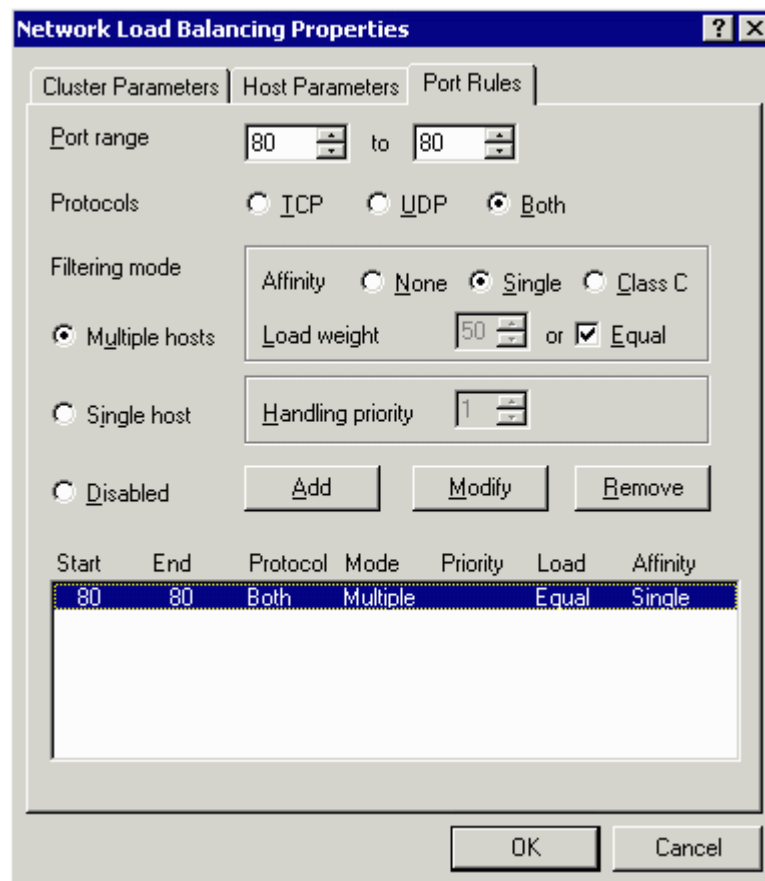 Network Load Balancing Properties
Cluster Parameters Host Parameters Port Rules
Port range 80 to 80
Protocols TCP UDP Both
Filtering mode
Affinity None Single Class C
Multiple hosts Load weight 50 or Equal
Single host Handling priority 1
Disabled Add Modify Remove
Start End Protocol Mode Priority Load Affinity
80 80 Both Multiple Equal Single
OK Cancel